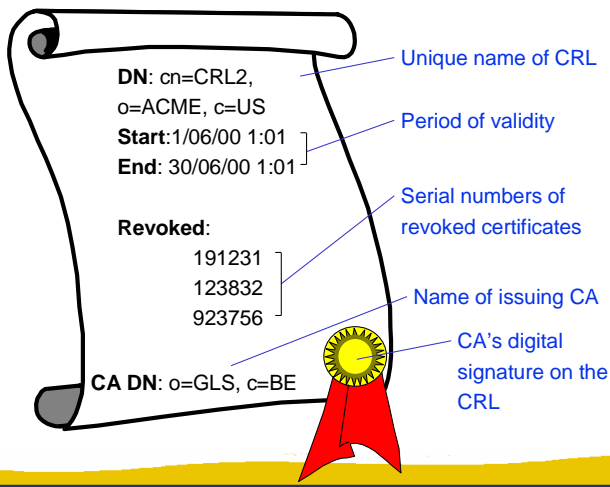 DN: cn=CRL2,
o=ACME, c=US
Start:1/06/00 1:01
End: 30/06/00 1:01
Revoked:
191231
123832
923756
CA DN: o=GLS, c=BE
Unique name of CRL
Period of validity
Serial numbers of
revoked certificates
Name of issuing CA
CA's digital
signature on the
CRL